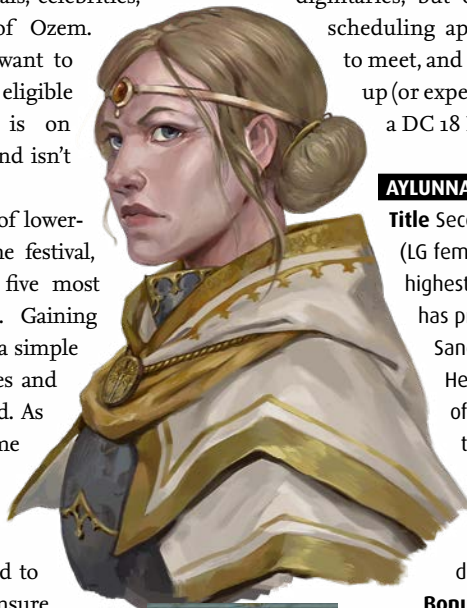 als, celebrities,
of Ozem.
want to
eligible
is on
nd isn't
of lower-
ne festival,
five most
. Gaining
a simple
es and
d. As
me
d to
nsure
dignitaries, but
scheduling ap
to meet, and
up (or expe
a DC 18
AYLUNNA
Title Seco
(LG fem
highest
has p
San
He
of
t
d
Bonu